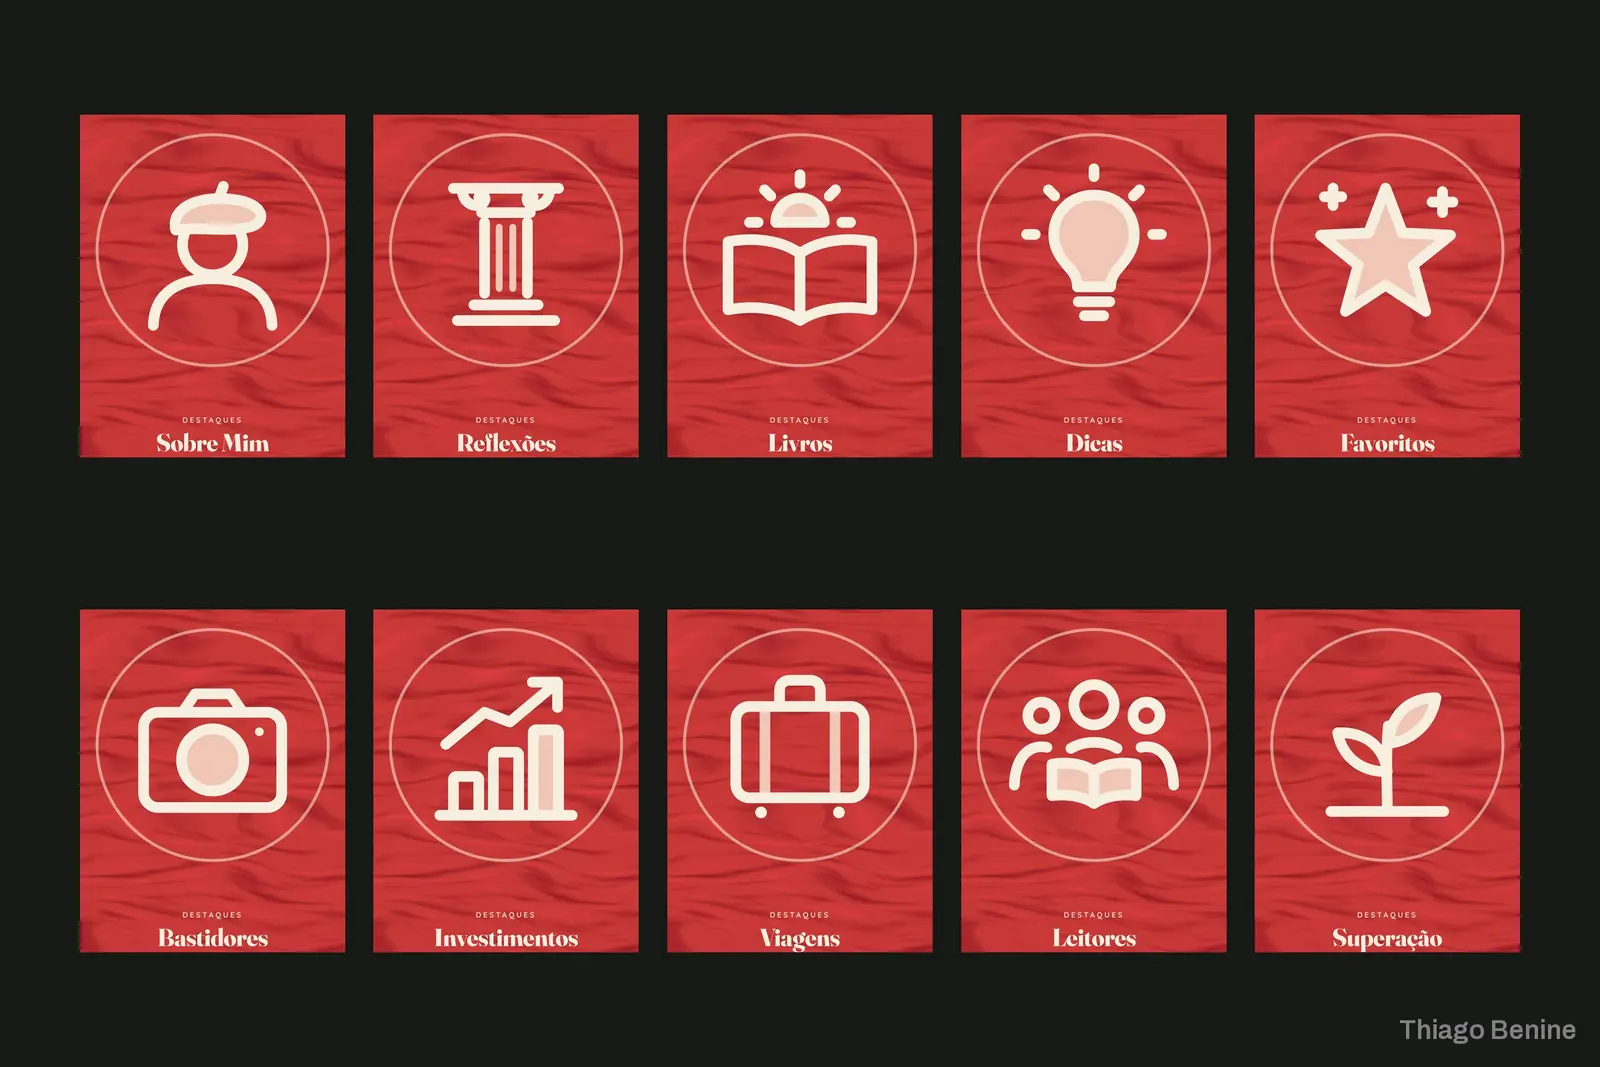 DESTAQUES
Sobre Mim
DESTAQUES
Reflexões
DESTAQUES
Livros
DESTAQUES
Dicas
DESTAQUES
Favoritos
DESTAQUES
Bastidores
DESTAQUES
Investimentos
DESTAQUES
Viagens
DESTAQUES
Leitores
DESTAQUES
Superação
Thiago Benine